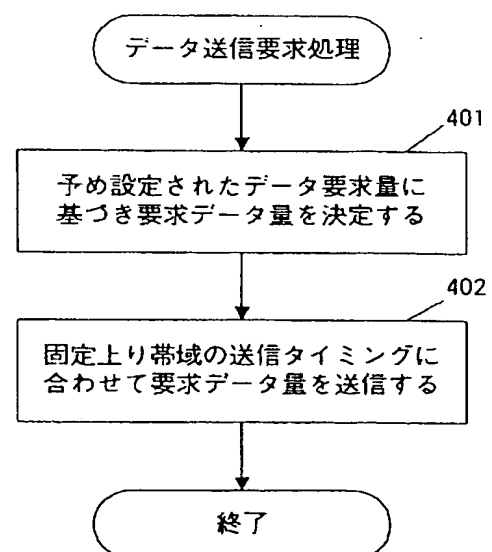 データ送信要求処理
401
予め設定されたデータ要求量に
基づき要求データ量を決定する
402
固定上り帯域の送信タイミングに
合わせて要求データ量を送信する
終了